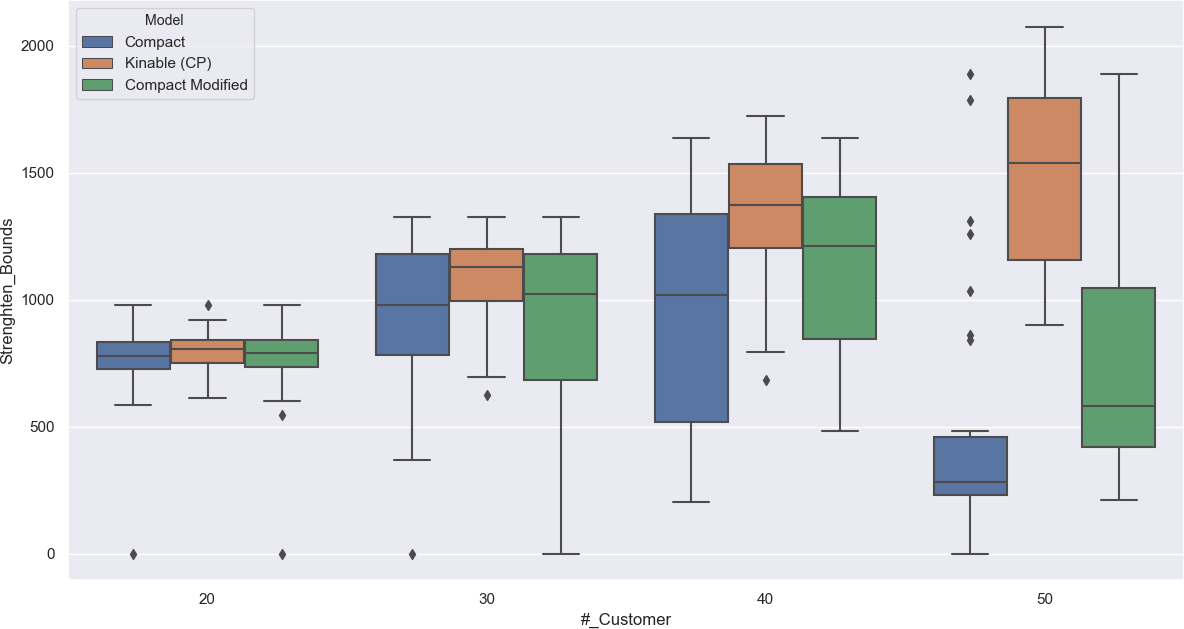 Model
Compact
Kinable (CP)
Compact Modified
2000
1500
1000
500
0
Strenghten_Bounds
20
30
40
50
#_Customer